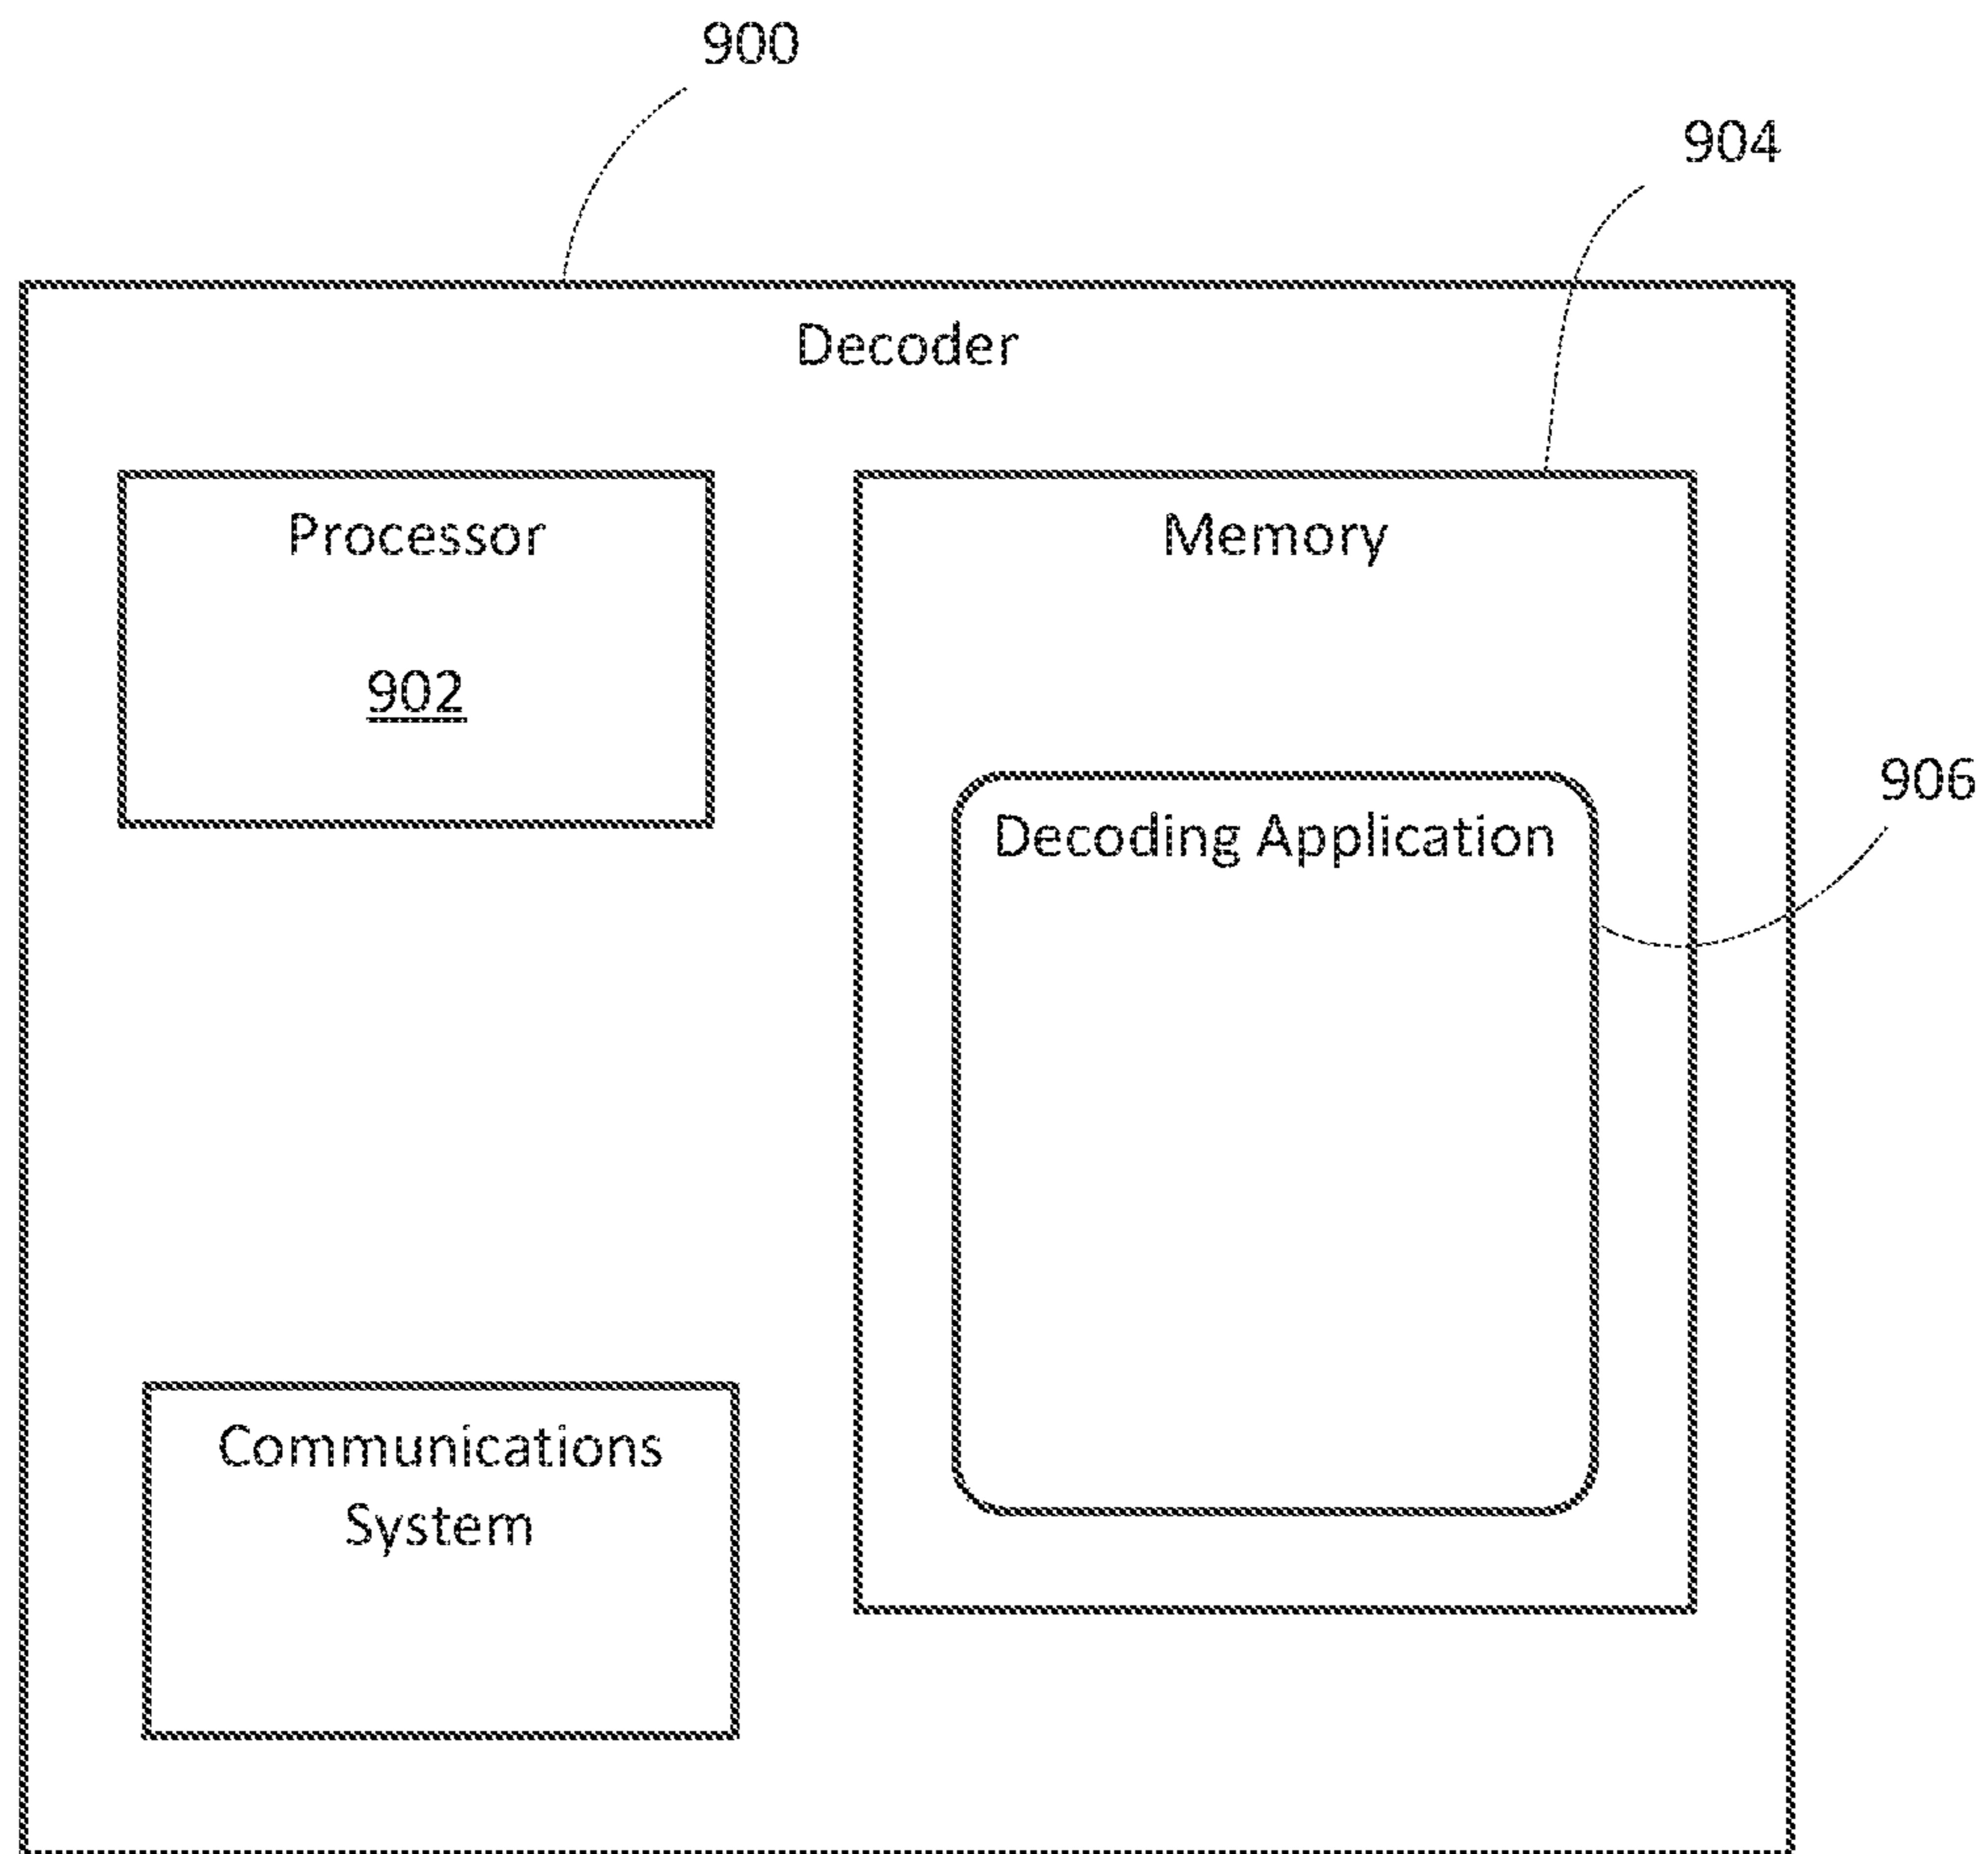 900
904
Decoder
Processor
Memory
902
906
Decoding Application
Communications
System